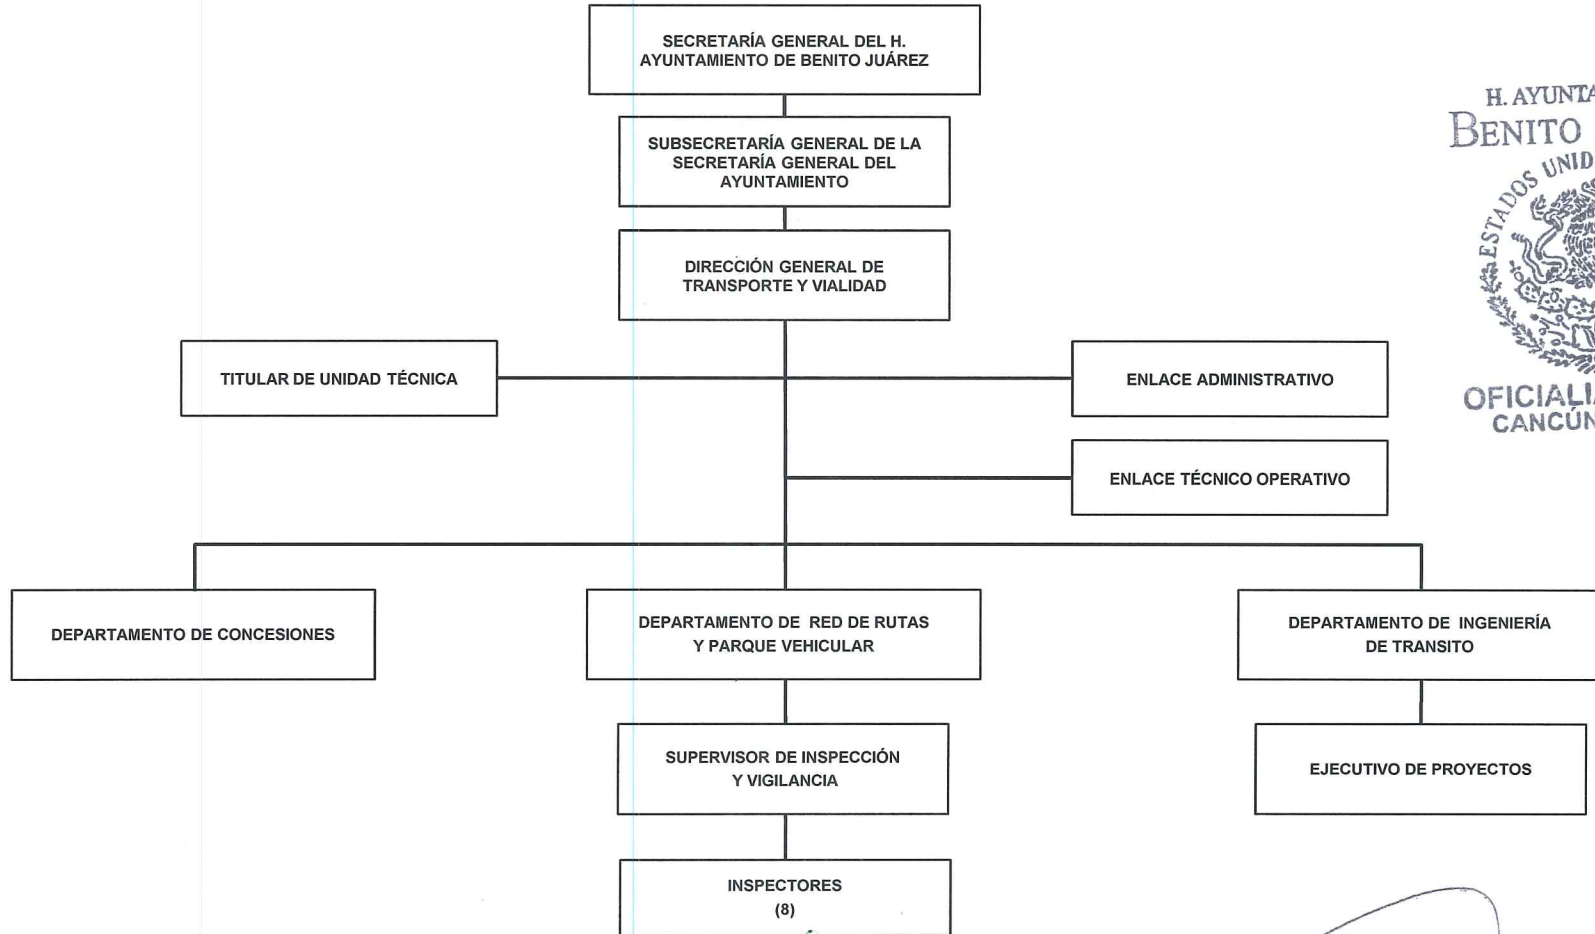 SECRETARÍA GENERAL DEL H.
AYUNTAMIENTO DE BENITO JUÁREZ
SUBSECRETARÍA GENERAL DE LA
SECRETARÍA GENERAL DEL
AYUNTAMIENTO
DIRECCIÓN GENERAL DE
TRANSPORTE Y VIALIDAD
TITULAR DE UNIDAD TÉCNICA
ENLACE ADMINISTRATIVO
ENLACE TÉCNICO OPERATIVO
DEPARTAMENTO DE CONCESIONES
DEPARTAMENTO DE RED DE RUTAS
Y PARQUE VEHICULAR
DEPARTAMENTO DE INGENIERÍA
DE TRANSITO
SUPERVISOR DE INSPECCIÓN
Y VIGILANCIA
EJECUTIVO DE PROYECTOS
INSPECTORES
(8)
H. AYUNTA
BENITO
ESTADOS UNID
OFICIALI
CANCÚN